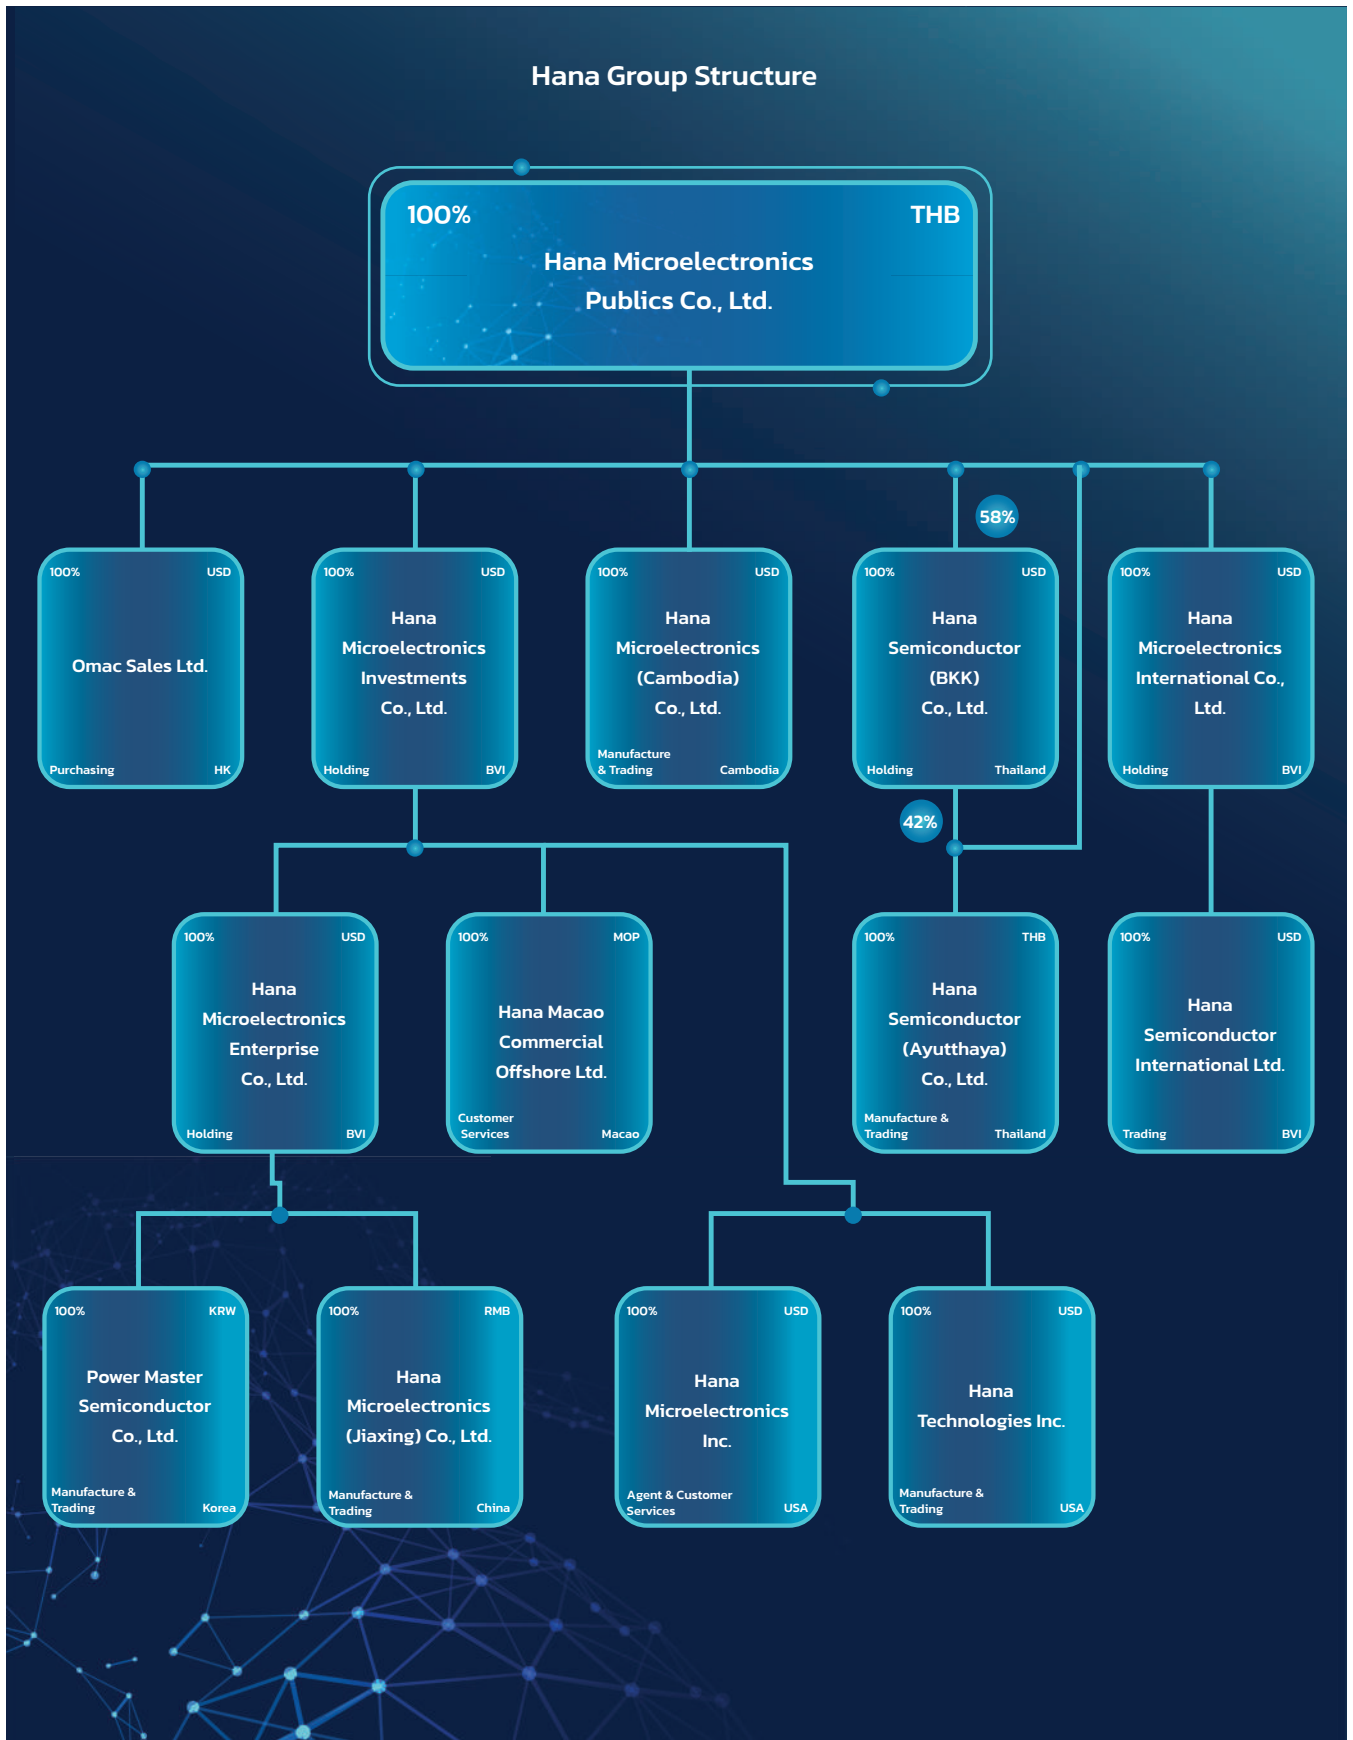 Hana Group Structure
100% THB
Hana Microelectronics
Publics Co., Ltd.
58%
100% USD
Omac Sales Ltd.
Purchasing HK
100% USD
Hana
Microelectronics
Investments
Co., Ltd.
Holding BVI
100% USD
Hana
Microelectronics
(Cambodia)
Co., Ltd.
Manufacture
& Trading Cambodia
100% USD
Hana
Semiconductor
(BKK)
Co., Ltd.
Holding Thailand
100% USD
Hana
Microelectronics
International Co.,
Ltd.
Holding BVI
42%
100% USD
Hana
Microelectronics
Enterprise
Co., Ltd.
Holding BVI
100% MOP
Hana Macao
Commercial
Offshore Ltd.
Customer
Services Macao
100% THB
Hana
Semiconductor
(Ayutthaya)
Co., Ltd.
Manufacture &
Trading Thailand
100% USD
Hana
Semiconductor
International Ltd.
Trading BVI
100% KRW
Power Master
Semiconductor
Co., Ltd.
Manufacture &
Trading Korea
100% RMB
Hana
Microelectronics
(Jiaxing) Co., Ltd.
Manufacture &
Trading China
100% USD
Hana
Microelectronics
Inc.
Agent & Customer
Services USA
100% USD
Hana
Technologies Inc.
Manufacture &
Trading USA